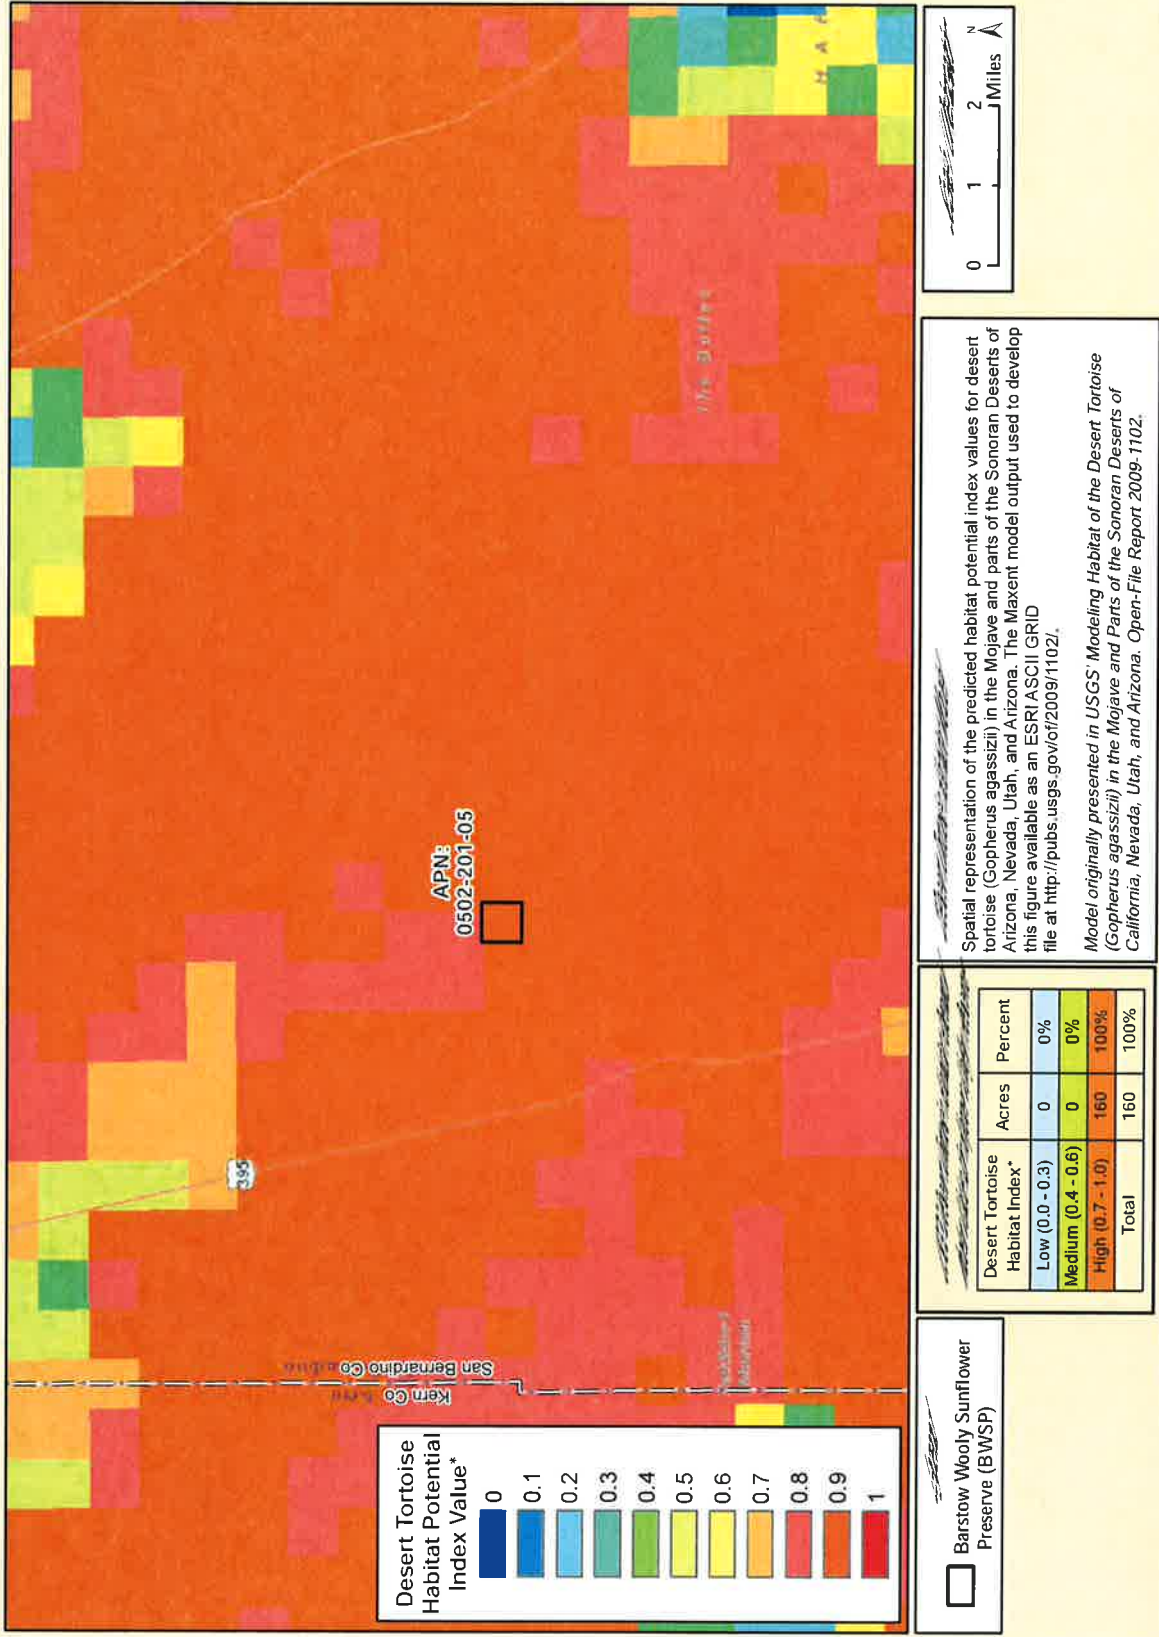 APN:
0502-201-05
395
Kern Co
San Bernardino Co
The Buttes
H A R
Desert Tortoise
Habitat Potential
Index Value*
0
0.1
0.2
0.3
0.4
0.5
0.6
0.7
0.8
0.9
1
Barstow Wooly Sunflower
Preserve (BWSP)
Desert Tortoise
Habitat Index* Acres Percent
Low (0.0 - 0.3) 0 0%
Medium (0.4 - 0.6) 0 0%
High (0.7 - 1.0) 160 100%
Total 160 100%
Spatial representation of the predicted habitat potential index values for desert
tortoise (Gopherus agassizii) in the Mojave and parts of the Sonoran Deserts of
Arizona, Nevada, Utah, and Arizona. The Maxent model output used to develop
this figure available as an ESRI ASCII GRID
file at http://pubs.usgs.gov/of/2009/1102/.
Model originally presented in USGS' Modeling Habitat of the Desert Tortoise
(Gopherus agassizii) in the Mojave and Parts of the Sonoran Deserts of
California, Nevada, Utah, and Arizona. Open-File Report 2009-1102.
0 1 2
Miles
N